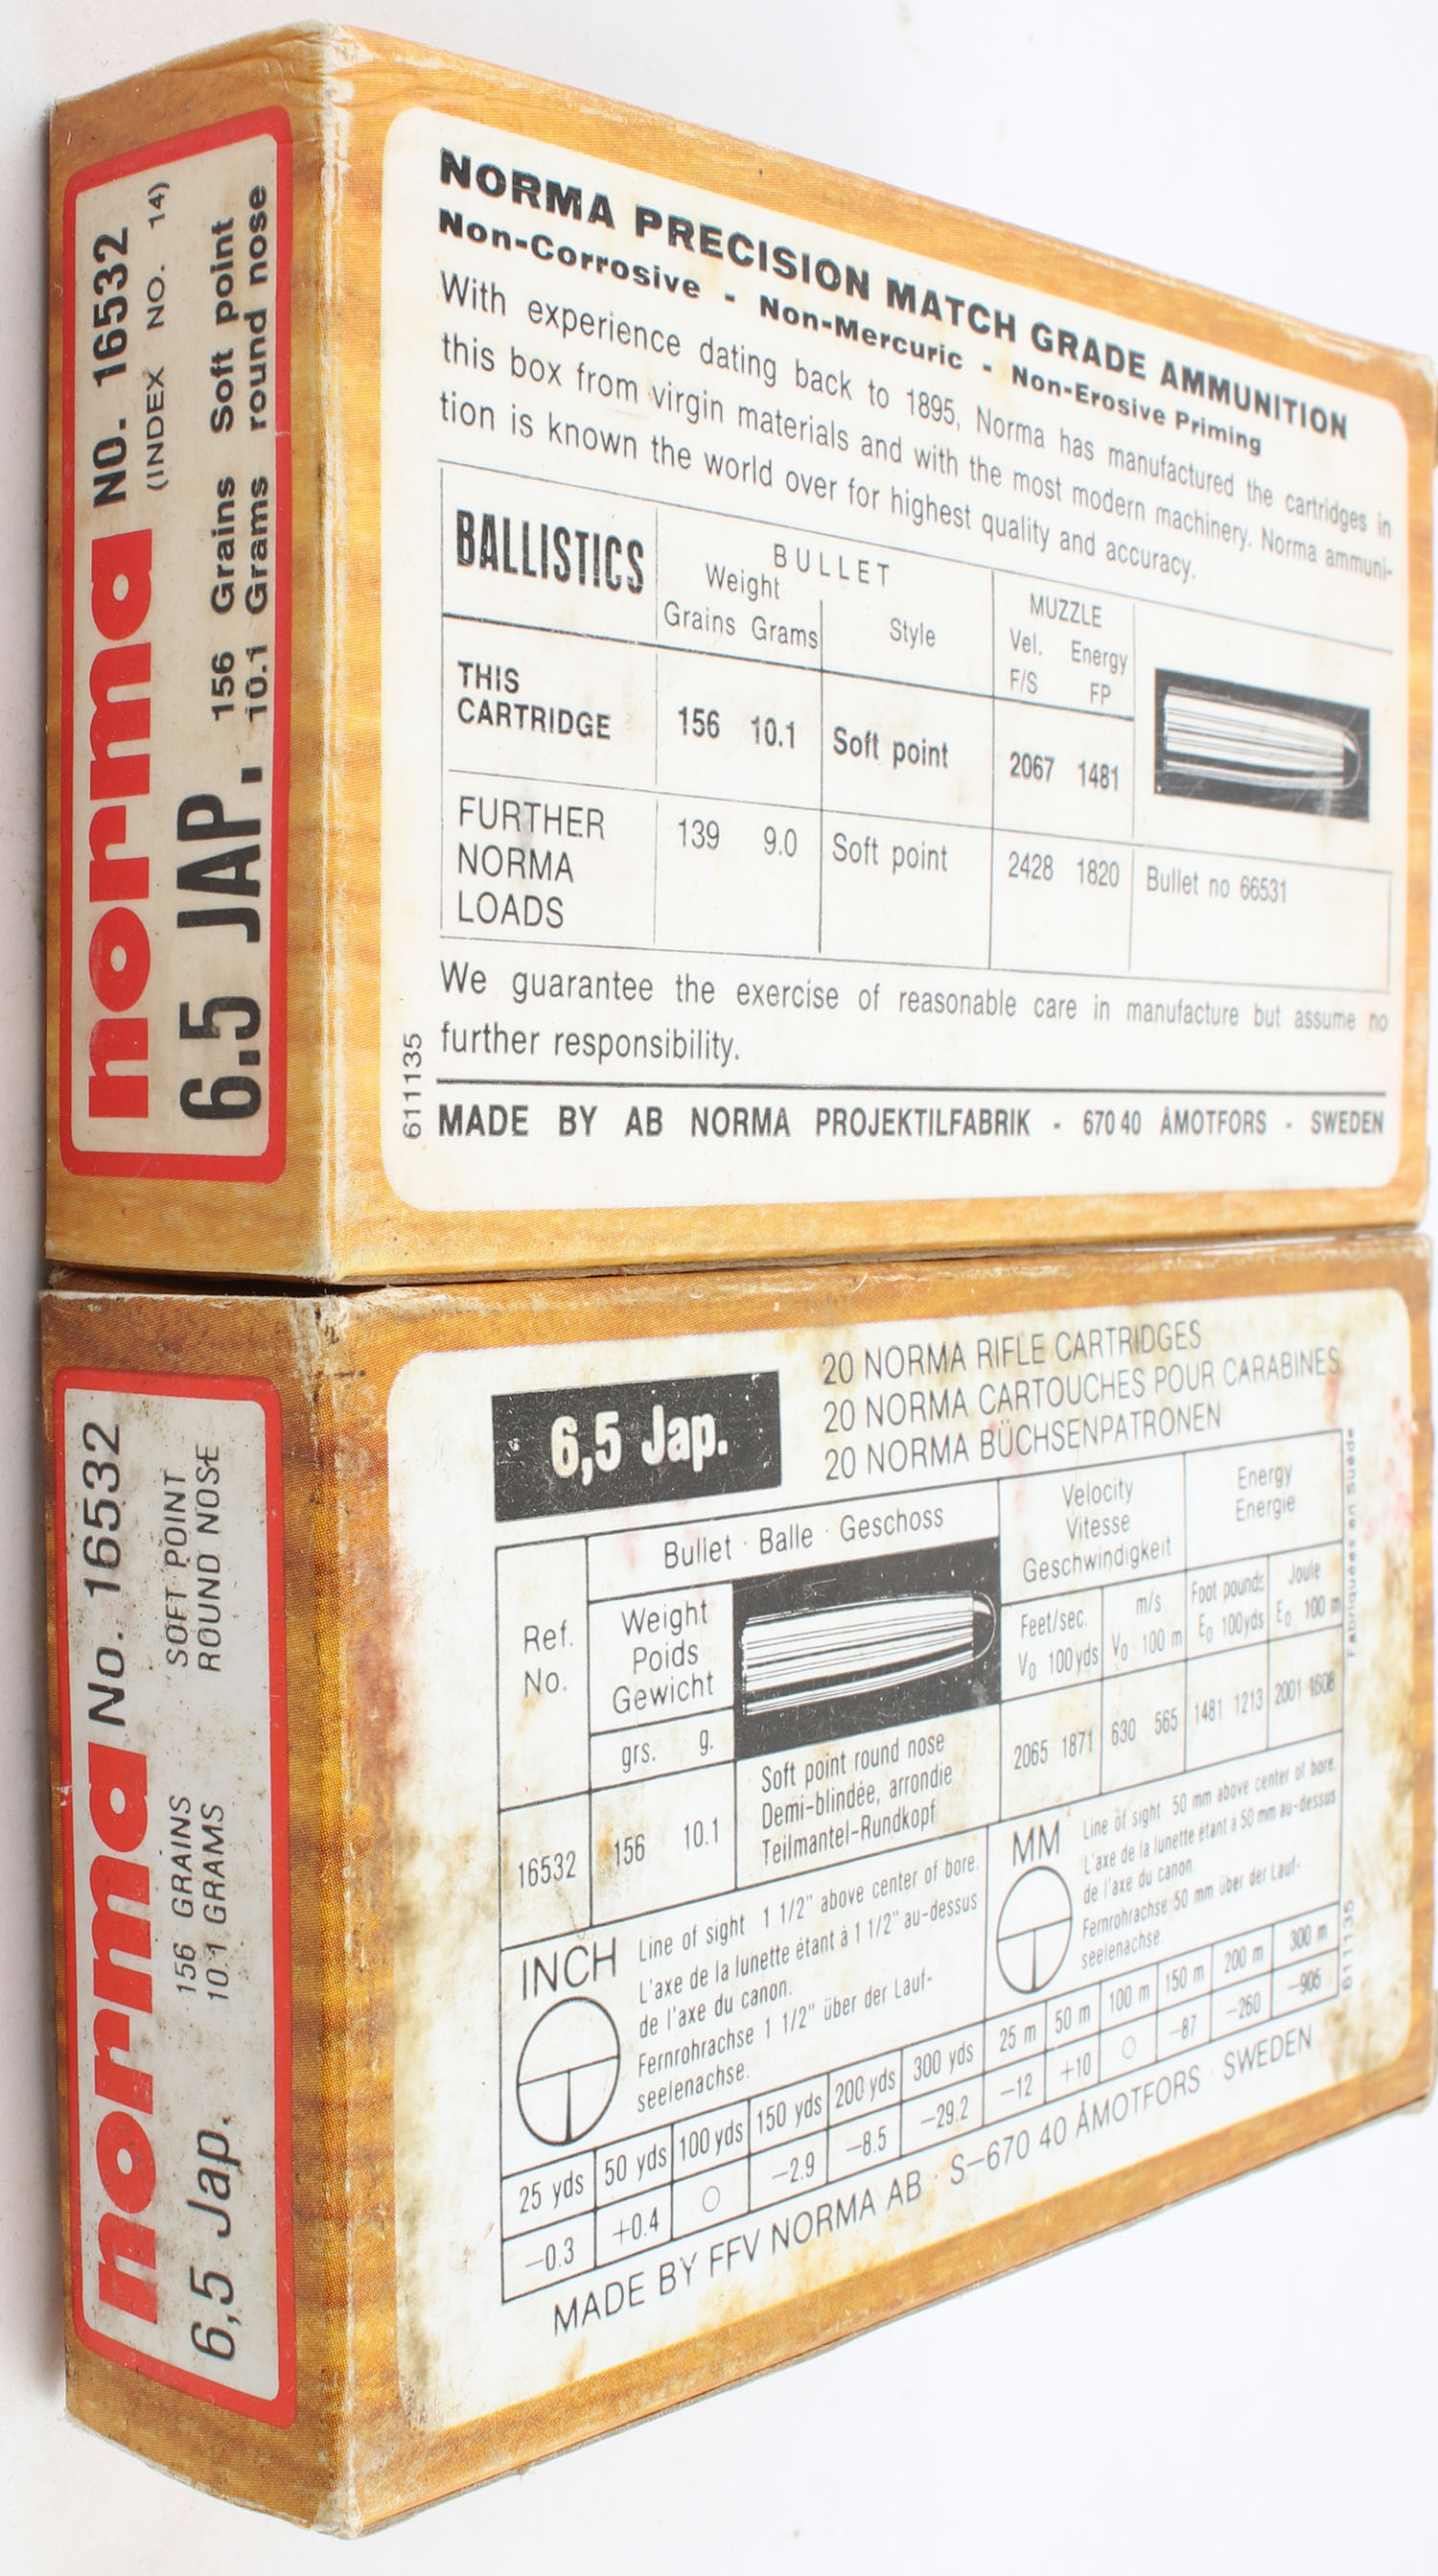 norma NO. 16532
(INDEX NO. 14)
6.5 JAP. 156 Grains Soft point
10.1 Grams round nose
NORMA PRECISION MATCH GRADE AMMUNITION
Non-Corrosive - Non-Mercuric - Non-Erosive Priming
With experience dating back to 1895, Norma has manufactured the cartridges in
this box from virgin materials and with the most modern machinery. Norma ammuni-
tion is known the world over for highest quality and accuracy.
BALLISTICS
BULLET
Weight
Grains Grams
Style
MUZZLE
Vel. Energy
F/S FP
THIS
CARTRIDGE
156 10.1 Soft point 2067 1481
FURTHER
NORMA
LOADS
139 9.0 Soft point 2428 1820 Bullet no 66531
We guarantee the exercise of reasonable care in manufacture but assume no
further responsibility.
611135
MADE BY AB NORMA PROJEKTILFABRIK - 670 40 ÅMOTFORS - SWEDEN
norma No. 16532
6,5 Jap.
156 GRAINS SOFT POINT
10.1 GRAMS ROUND NOSE
6,5 Jap.
20 NORMA RIFLE CARTRIDGES
20 NORMA CARTOUCHES POUR CARABINES
20 NORMA BÜCHSENPATRONEN
Ref.
No.
Bullet · Balle · Geschoss
Weight
Poids
Gewicht
grs. g.
Velocity
Vitesse
Geschwindigkeit
Energy
Energie
Feet/sec.
V₀ 100yds
m/s
V₀ 100 m
Foot pounds
E₀ 100yds
Joule
E₀ 100 m
16532 156 10.1
Soft point round nose
Demi-blindée, arrondie
Teilmantel-Rundkopf
2065 1871 630 565 1481 1213 2001 1608
INCH
Line of sight 1 1/2" above center of bore.
L'axe de la lunette étant à 1 1/2" au-dessus
de l'axe du canon.
Fernrohrachse 1 1/2" über der Lauf-
seelenachse.
MM
Line of sight 50 mm above center of bore.
L'axe de la lunette étant à 50 mm au-dessus
de l'axe du canon.
Fernrohrachse 50 mm über der Lauf-
seelenachse.
25 yds 50 yds 100 yds 150 yds 200 yds 300 yds 25 m 50 m 100 m 150 m 200 m 300 m
–0.3 +0.4 ○ –2.9 –8.5 –29.2 –12 +10 ○ –87 –260 –905
Fabriquées en Suède
611135
MADE BY FFV NORMA AB · S–670 40 ÅMOTFORS · SWEDEN